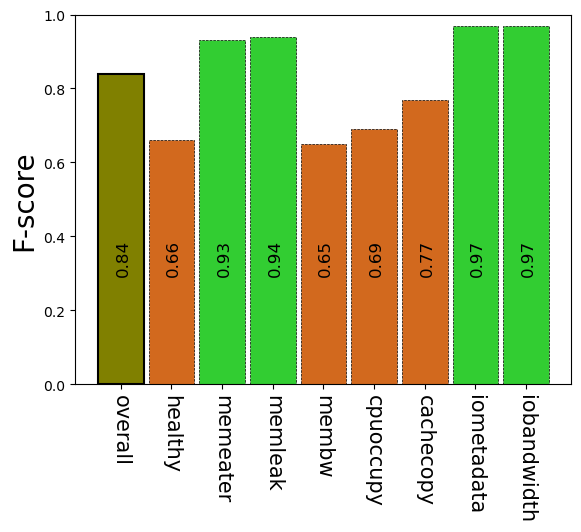 F-score
1.0
0.8
0.6
0.4
0.2
0.0
0.84
0.66
0.93
0.94
0.65
0.69
0.77
0.97
0.97
overall
healthy
memeater
memleak
membw
cpuoccupy
cachecopy
iometadata
iobandwidth